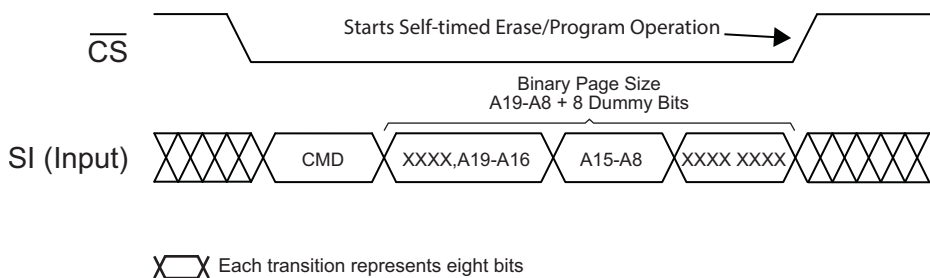 Starts Self-timed Erase/Program Operation
CS
Binary Page Size
A19-A8 + 8 Dummy Bits
SI (Input)
CMD
XXXX,A19-A16
A15-A8
XXXX XXXX
Each transition represents eight bits